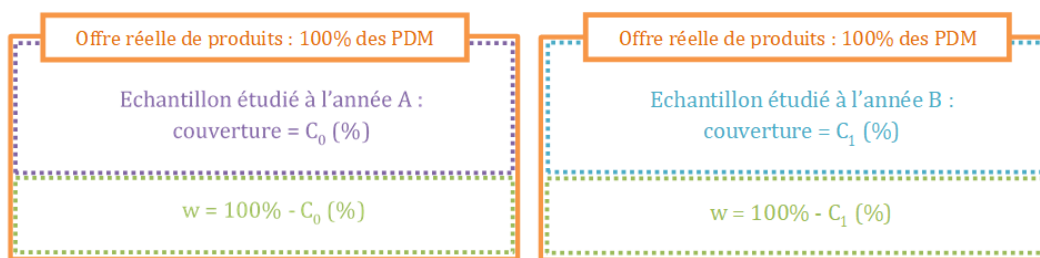 Offre réelle de produits : 100% des PDM
Echantillon étudié à l'année A :
couverture = C₀ (%)
w = 100% - C₀ (%)
Offre réelle de produits : 100% des PDM
Echantillon étudié à l'année B :
couverture = C₁ (%)
w = 100% - C₁ (%)